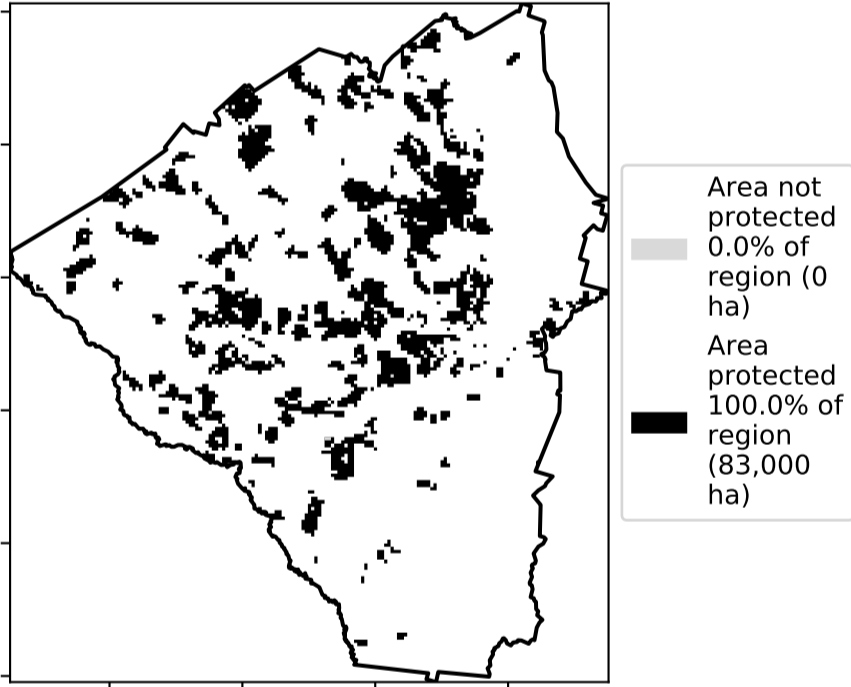 Area not
protected
0.0% of
region (0
ha)
Area
protected
100.0% of
region
(83,000
ha)